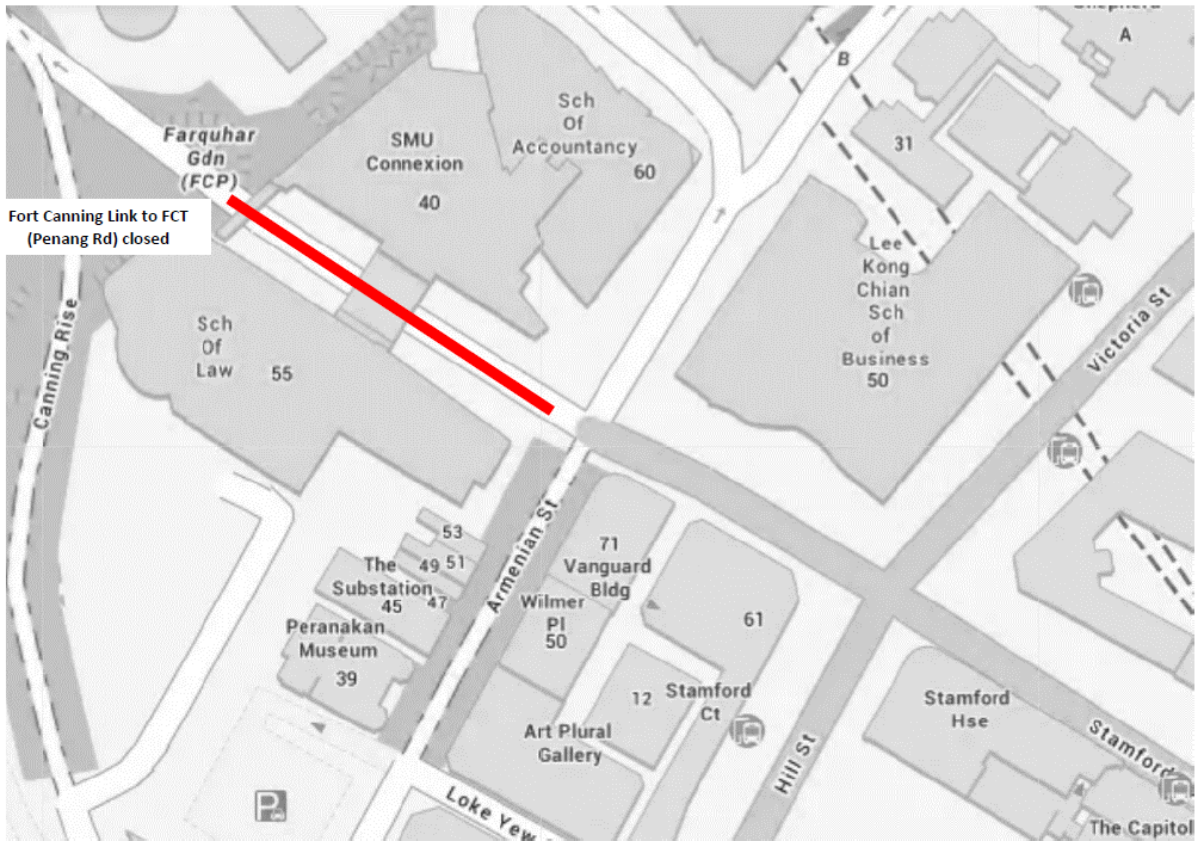 Shepherd
A
B
Sch
Of
Accountancy
60
SMU
Connexion
40
Farquhar
Gdn
(FCP)
31
Fort Canning Link to FCT
(Penang Rd) closed
Lee
Kong
Chian
Sch
of
Business
50
Victoria St
Canning Rise
Sch
Of
Law
55
53
49 51
47
The
Substation
45
Peranakan
Museum
39
Armenian St
71
Vanguard
Bldg
Wilmer
Pl
50
61
12
Stamford
Ct
Art Plural
Gallery
Stamford
Hse
Hill St
Stamford
P
Loke Yew
The Capitol